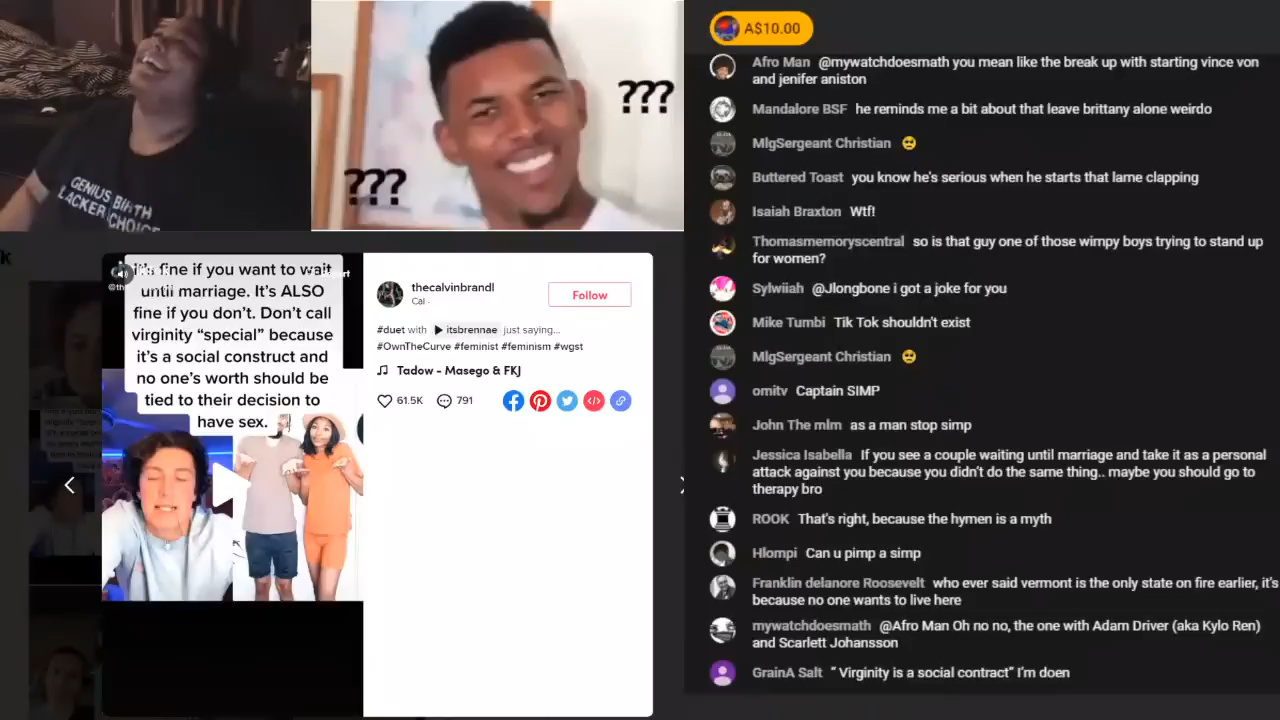 GENIUS BIRTH
LACKER CHOICE
???
???
A$10.00
Afro Man @mywatchdoesmath you mean like the break up with starting vince von
and jenifer aniston
Mandalore BSF he reminds me a bit about that leave brittany alone weirdo
MlgSergeant Christian
Buttered Toast you know he's serious when he starts that lame clapping
Isaiah Braxton Wtf!
Thomasmemoryscentral so is that guy one of those wimpy boys trying to stand up
for women?
Sylwiiah @Jlongbone i got a joke for you
Mike Tumbi Tik Tok shouldn't exist
MlgSergeant Christian
omitv Captain SIMP
John The mlm as a man stop simp
Jessica Isabella If you see a couple waiting until marriage and take it as a personal
attack against you because you didn't do the same thing.. maybe you should go to
therapy bro
ROOK That's right, because the hymen is a myth
Hlompi Can u pimp a simp
Franklin delanore Roosevelt who ever said vermont is the only state on fire earlier, it's
because no one wants to live here
mywatchdoesmath @Afro Man Oh no no, the one with Adam Driver (aka Kylo Ren)
and Scarlett Johansson
GrainA Salt “ Virginity is a social contract” I'm doen
It's fine if you want to wait
until marriage. It's ALSO
fine if you don't. Don't call
virginity “special” because
it's a social construct and
no one's worth should be
tied to their decision to
have sex.
thecalvinbrandl
Cal ·
Follow
#duet with itsbrennae just saying...
#OwnTheCurve #feminist #feminism #wgst
Tadow - Masego & FKJ
61.5K 791